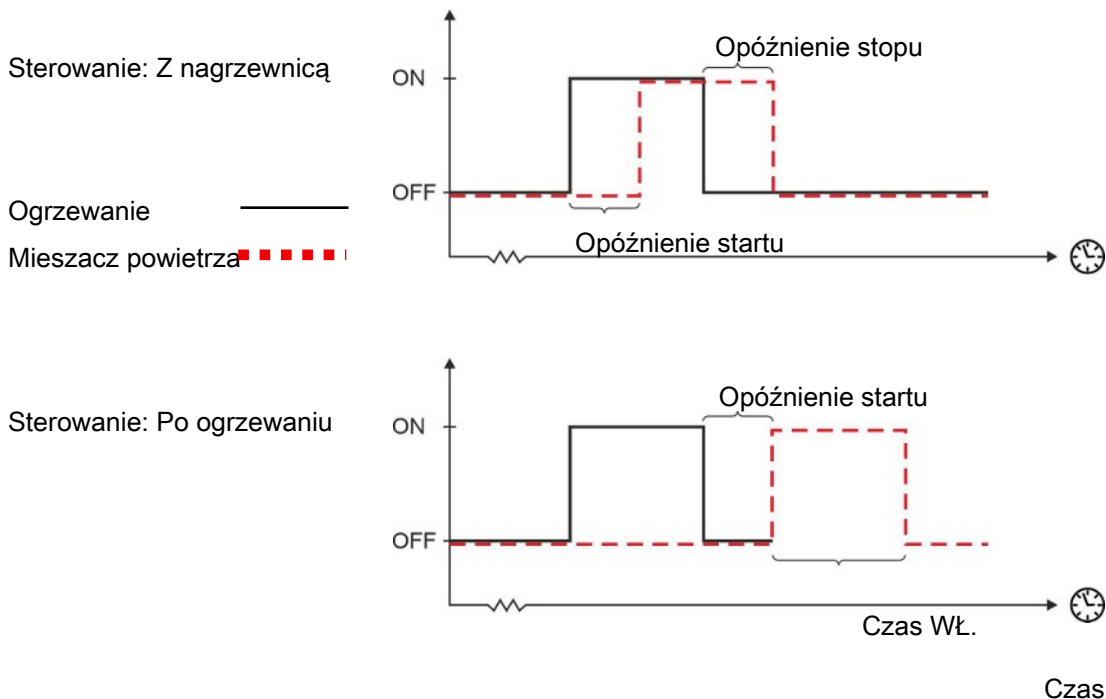 Sterowanie: Z nagrzewnicą
Opóźnienie stopu
ON
OFF
Ogrzewanie
Mieszacz powietrza
Opóźnienie startu
Sterowanie: Po ogrzewaniu
Opóźnienie startu
ON
OFF
Czas WŁ.
Czas